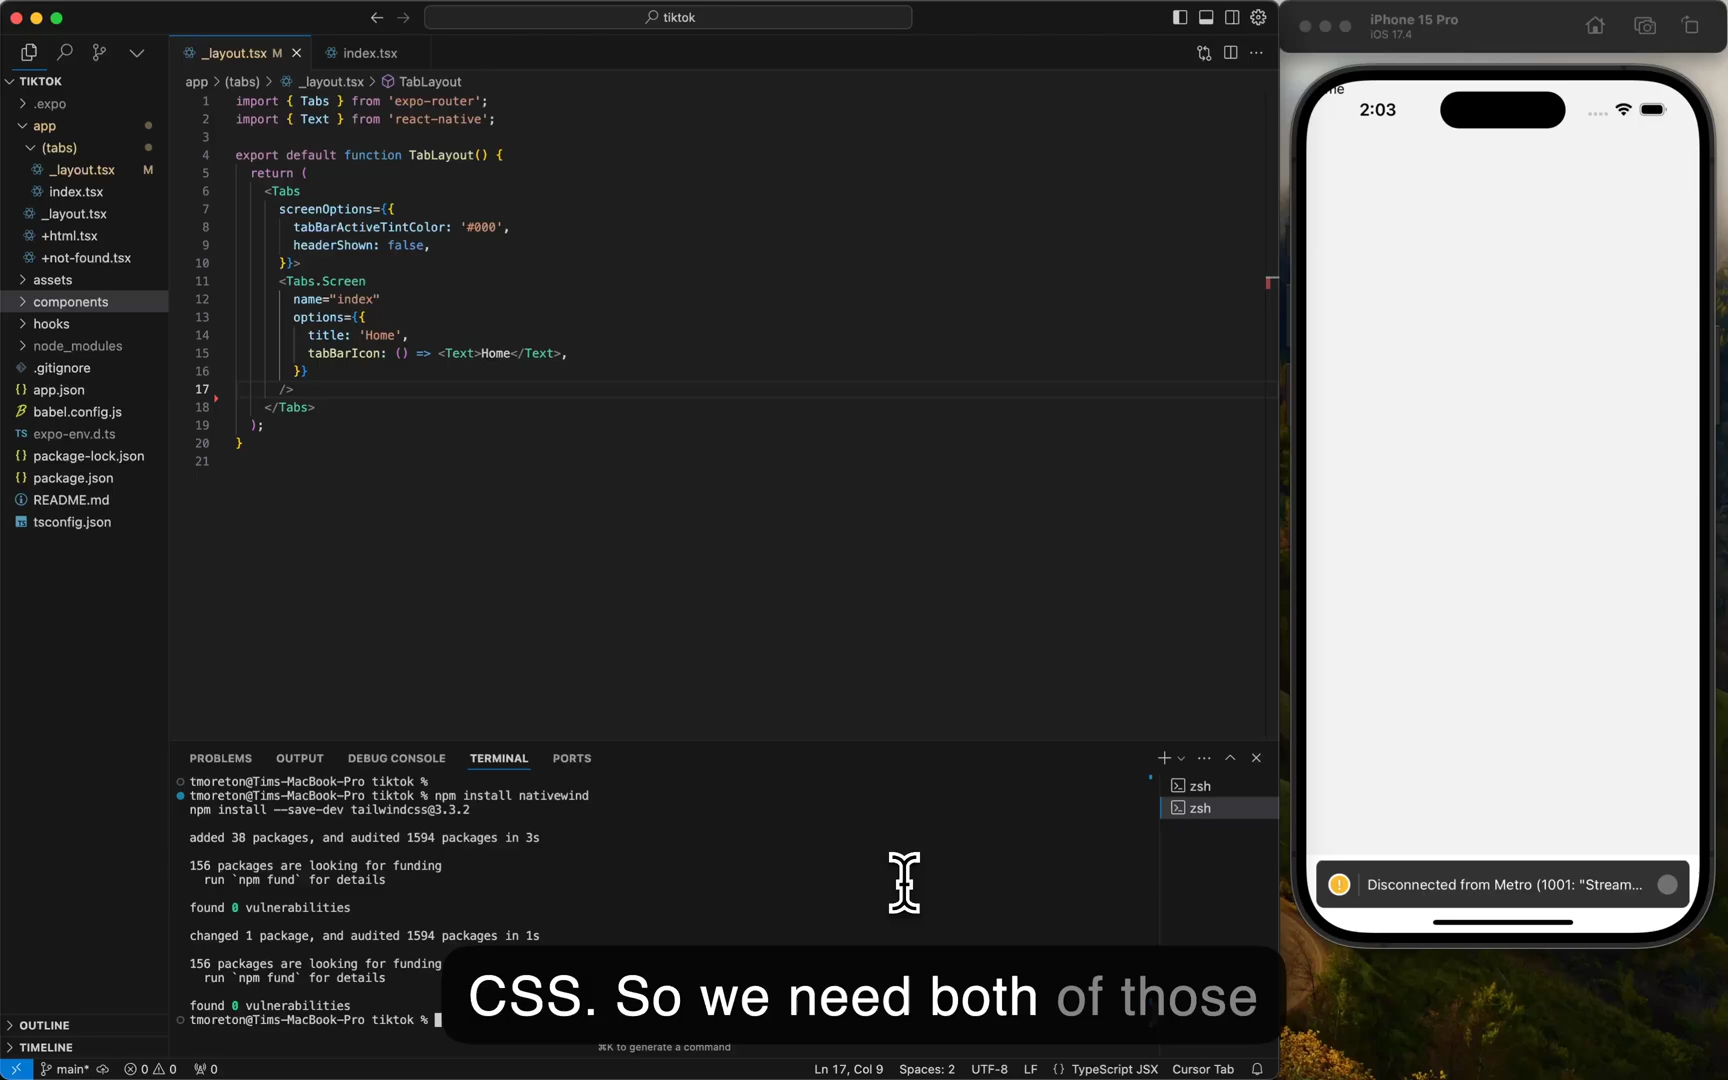 tiktok
iPhone 15 Pro
iOS 17.4
TIKTOK
.expo
app
(tabs)
_layout.tsx M
index.tsx
_layout.tsx
+html.tsx
+not-found.tsx
assets
components
hooks
node_modules
.gitignore
app.json
babel.config.js
TS expo-env.d.ts
package-lock.json
package.json
README.md
tsconfig.json
OUTLINE
TIMELINE
_layout.tsx M
index.tsx
app > (tabs) > _layout.tsx > TabLayout
1 import { Tabs } from 'expo-router';
2 import { Text } from 'react-native';
3
4 export default function TabLayout() {
5 return (
6 <Tabs
7 screenOptions={{
8 tabBarActiveTintColor: '#000',
9 headerShown: false,
10 }}>
11 <Tabs.Screen
12 name="index"
13 options={{
14 title: 'Home',
15 tabBarIcon: () => <Text>Home</Text>,
16 }}
17 />
18 </Tabs>
19 );
20 }
21
PROBLEMS OUTPUT DEBUG CONSOLE TERMINAL PORTS
tmoreton@Tims-MacBook-Pro tiktok %
tmoreton@Tims-MacBook-Pro tiktok % npm install nativewind
npm install --save-dev tailwindcss@3.3.2
added 38 packages, and audited 1594 packages in 3s
156 packages are looking for funding
run `npm fund` for details
found 0 vulnerabilities
changed 1 package, and audited 1594 packages in 1s
156 packages are looking for funding
run `npm fund` for details
found 0 vulnerabilities
tmoreton@Tims-MacBook-Pro tiktok %
zsh
zsh
CSS. So we need both of those
⌘K to generate a command
main* 0 0 0
Ln 17, Col 9 Spaces: 2 UTF-8 LF {} TypeScript JSX Cursor Tab
2:03
Disconnected from Metro (1001: "Stream...